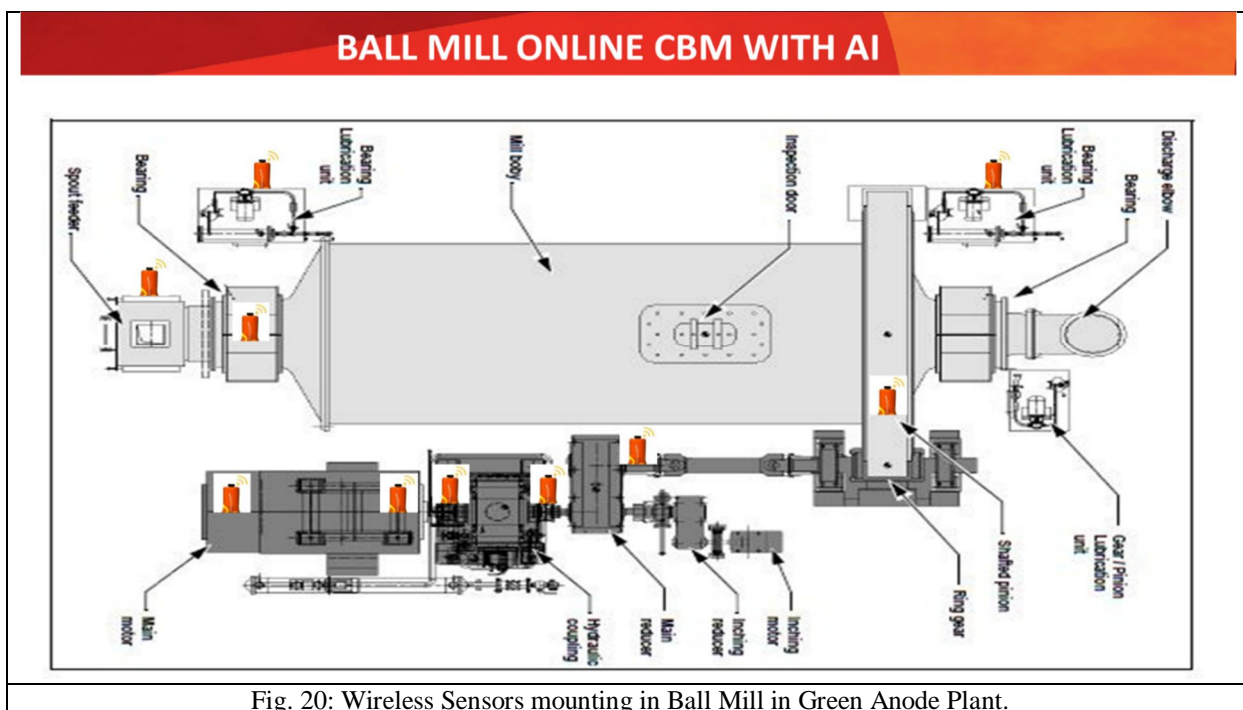 BALL MILL ONLINE CBM WITH AI
Spout feeder
Bearing
Bearing
Lubrication
unit
Mill boby
Inspection door
Bearing
Lubrication
unit
Bearing
Discharge elbow
Main
motor
Hydraulic
coupling
Main
reducer
Inching
reducer
Inching
motor
Ring gear
Shafted pinion
Gear / Pinion
Lubrication
unit
Fig. 20: Wireless Sensors mounting in Ball Mill in Green Anode Plant.